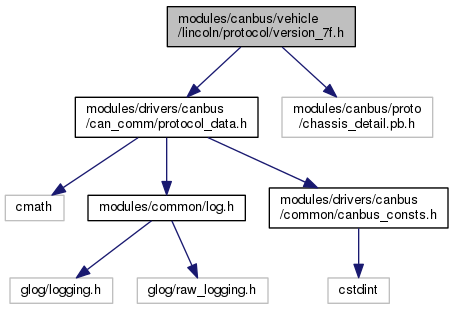 modules/canbus/vehicle
/lincoln/protocol/version_7f.h
modules/drivers/canbus
/can_comm/protocol_data.h
modules/canbus/proto
/chassis_detail.pb.h
cmath
modules/common/log.h
modules/drivers/canbus
/common/canbus_consts.h
glog/logging.h
glog/raw_logging.h
cstdint